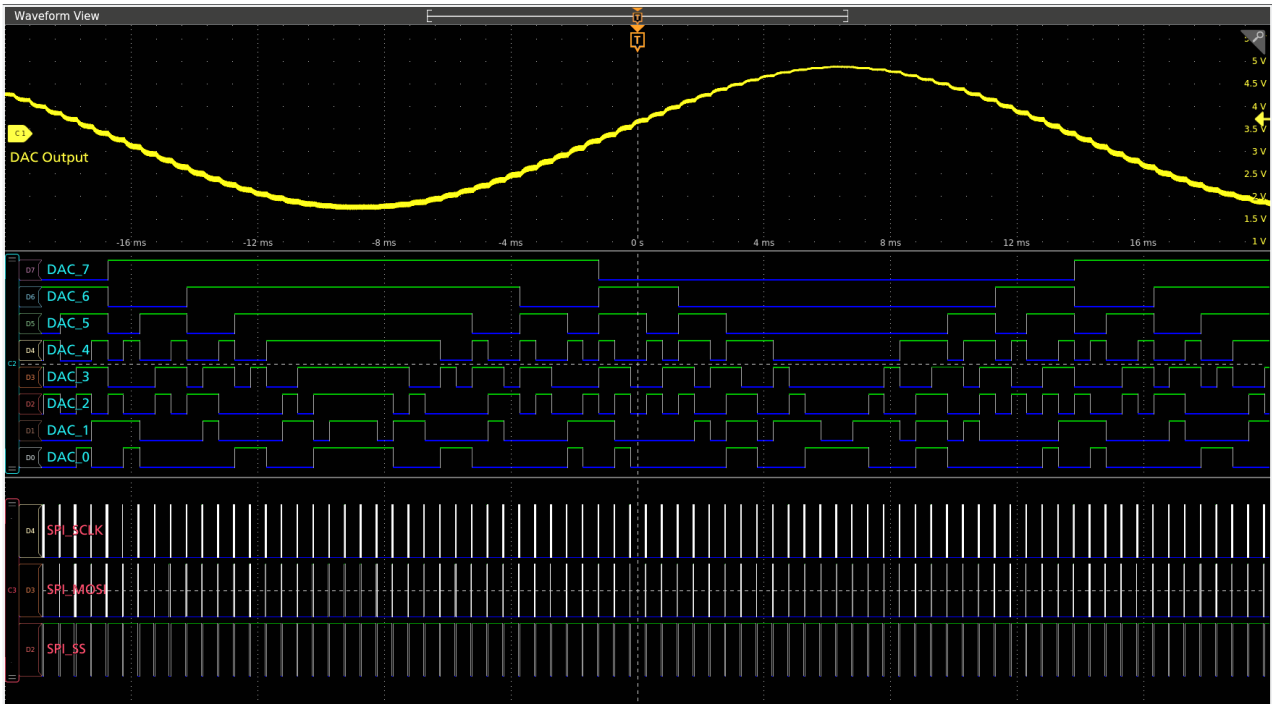 Waveform View
T
T
5 V
4.5 V
4 V
C 1
3.5 V
DAC Output
3 V
2.5 V
2 V
1.5 V
-16 ms -12 ms -8 ms -4 ms 0 s 4 ms 8 ms 12 ms 16 ms 1 V
D7 DAC_7
D6 DAC_6
D5 DAC_5
D4 DAC_4
C2
D3 DAC_3
D2 DAC_2
D1 DAC_1
D0 DAC_0
D4 SPI_SCLK
C3 D3 SPI_MOSI
D2 SPI_SS